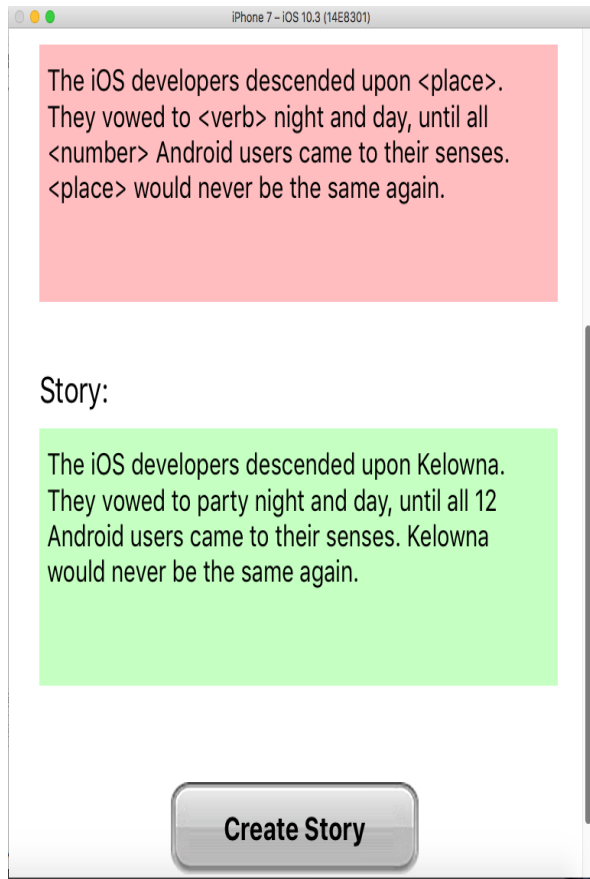 iPhone 7 – iOS 10.3 (14E8301)
The iOS developers descended upon <place>.
They vowed to <verb> night and day, until all
<number> Android users came to their senses.
<place> would never be the same again.
Story:
The iOS developers descended upon Kelowna.
They vowed to party night and day, until all 12
Android users came to their senses. Kelowna
would never be the same again.
Create Story